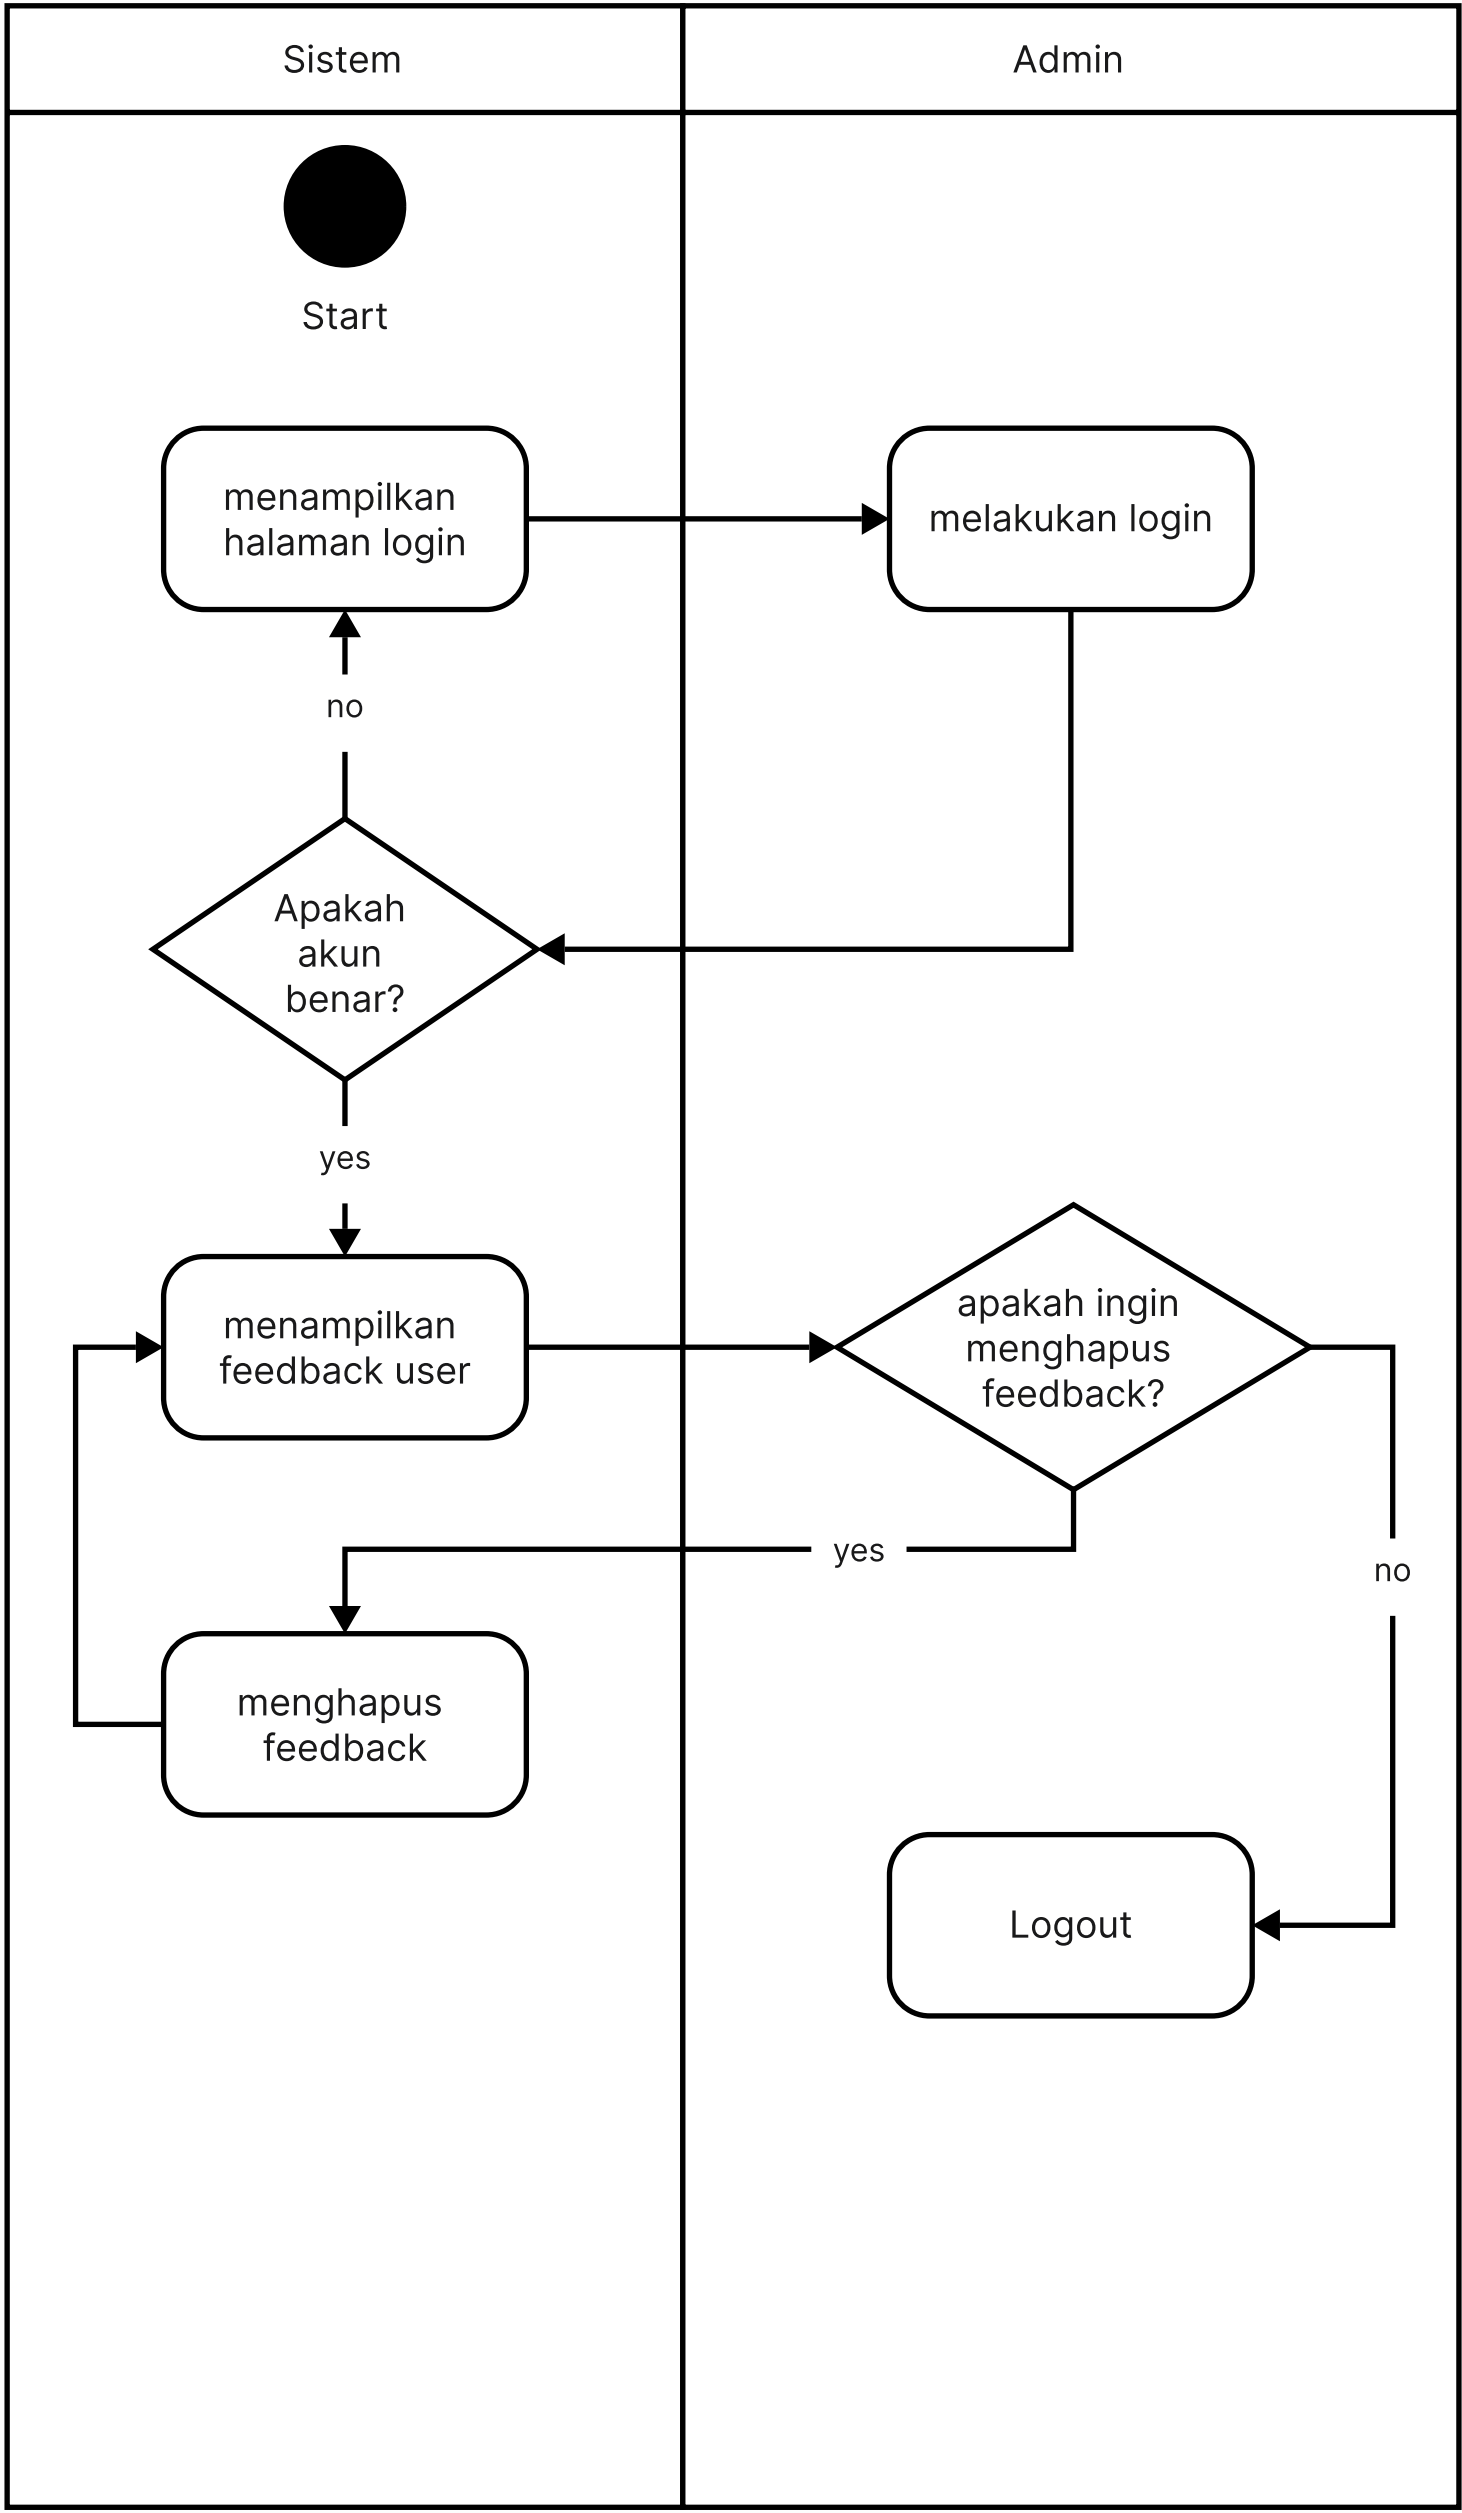 Sistem
Admin
Start
menampilkan
halaman login
melakukan login
no
Apakah
akun
benar?
yes
menampilkan
feedback user
apakah ingin
menghapus
feedback?
yes
no
menghapus
feedback
Logout